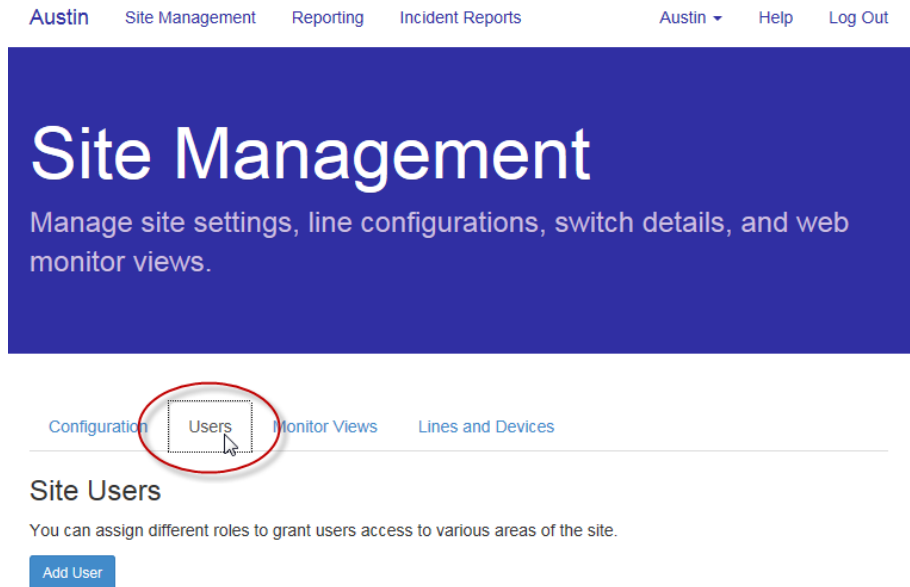 Austin Site Management Reporting Incident Reports Austin Help Log Out
Site Management
Manage site settings, line configurations, switch details, and web
monitor views.
Configuration Users Monitor Views Lines and Devices
Site Users
You can assign different roles to grant users access to various areas of the site.
Add User